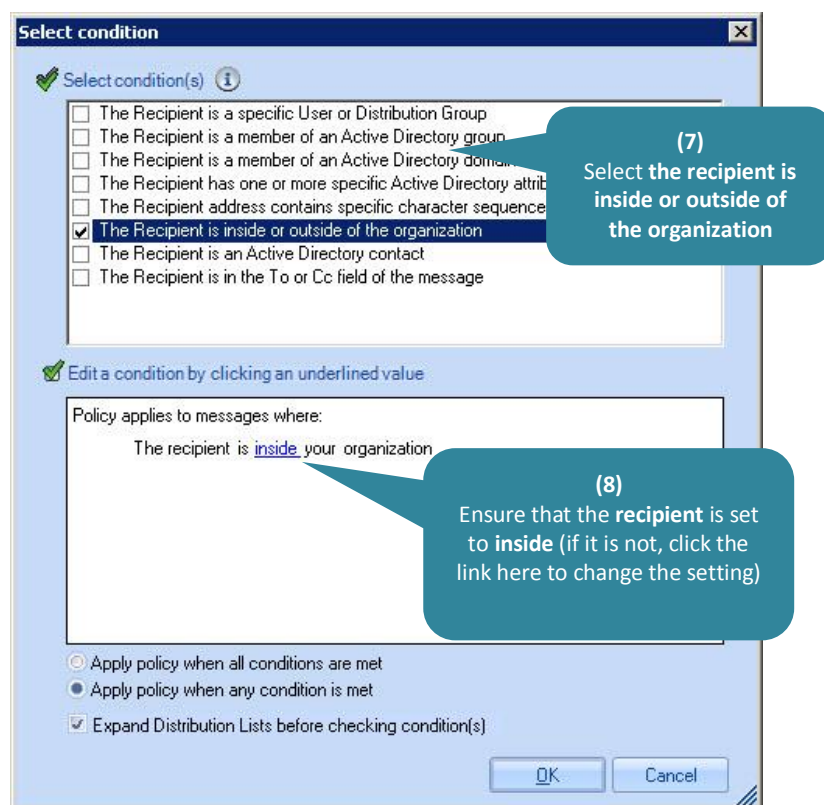 Select condition
Select condition(s)
The Recipient is a specific User or Distribution Group
The Recipient is a member of an Active Directory group
The Recipient is a member of an Active Directory
The Recipient has one or more specific Active Directory
The Recipient address contains specific character sequence
The Recipient is inside or outside of the organization
The Recipient is an Active Directory contact
The Recipient is in the To or Cc field of the message
(7)
Select the recipient is
inside or outside of
the organization
Edit a condition by clicking an underlined value
Policy applies to messages where:
The recipient is inside your organization
(8)
Ensure that the recipient is set
to inside (if it is not, click the
link here to change the setting)
Apply policy when all conditions are met
Apply policy when any condition is met
Expand Distribution Lists before checking condition(s)
OK
Cancel